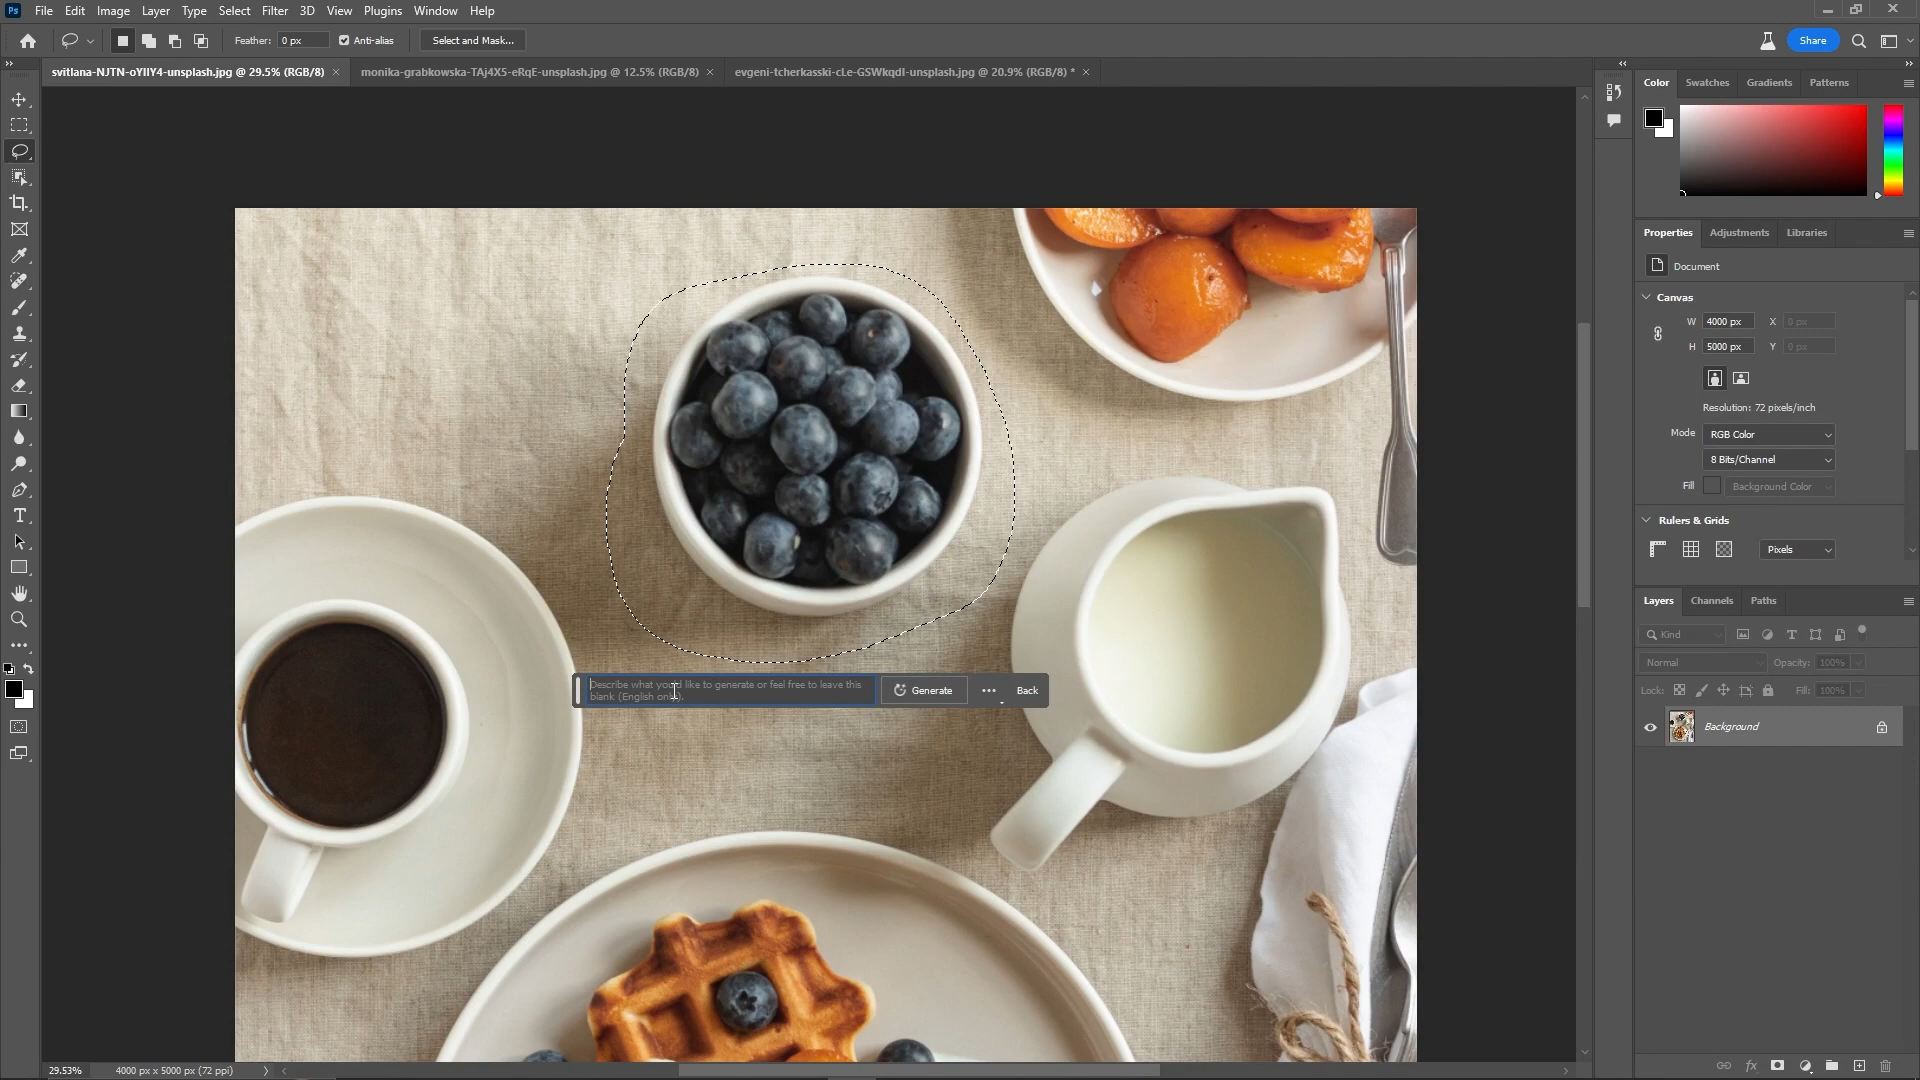 Ps File Edit Image Layer Type Select Filter 3D View Plugins Window Help
Feather: 0 px Anti-alias Select and Mask... Share
svitlana-NJTN-oYIIY4-unsplash.jpg @ 29.5% (RGB/8) × monika-grabkowska-TAj4X5-eRqE-unsplash.jpg @ 12.5% (RGB/8) × evgeni-tcherkasski-cLe-GSWkqdI-unsplash.jpg @ 20.9% (RGB/8) * ×
Color Swatches Gradients Patterns
Properties Adjustments Libraries
Document
Canvas
W 4000 px X 0 px
H 5000 px Y 0 px
Resolution: 72 pixels/inch
Mode RGB Color
8 Bits/Channel
Fill Background Color
Rulers & Grids
Pixels
Layers Channels Paths
Kind
Normal Opacity: 100%
Lock: Fill: 100%
Background
Describe what you'd like to generate or feel free to leave this
blank (English only).
Generate ... Back
29.53% 4000 px x 5000 px (72 ppi)